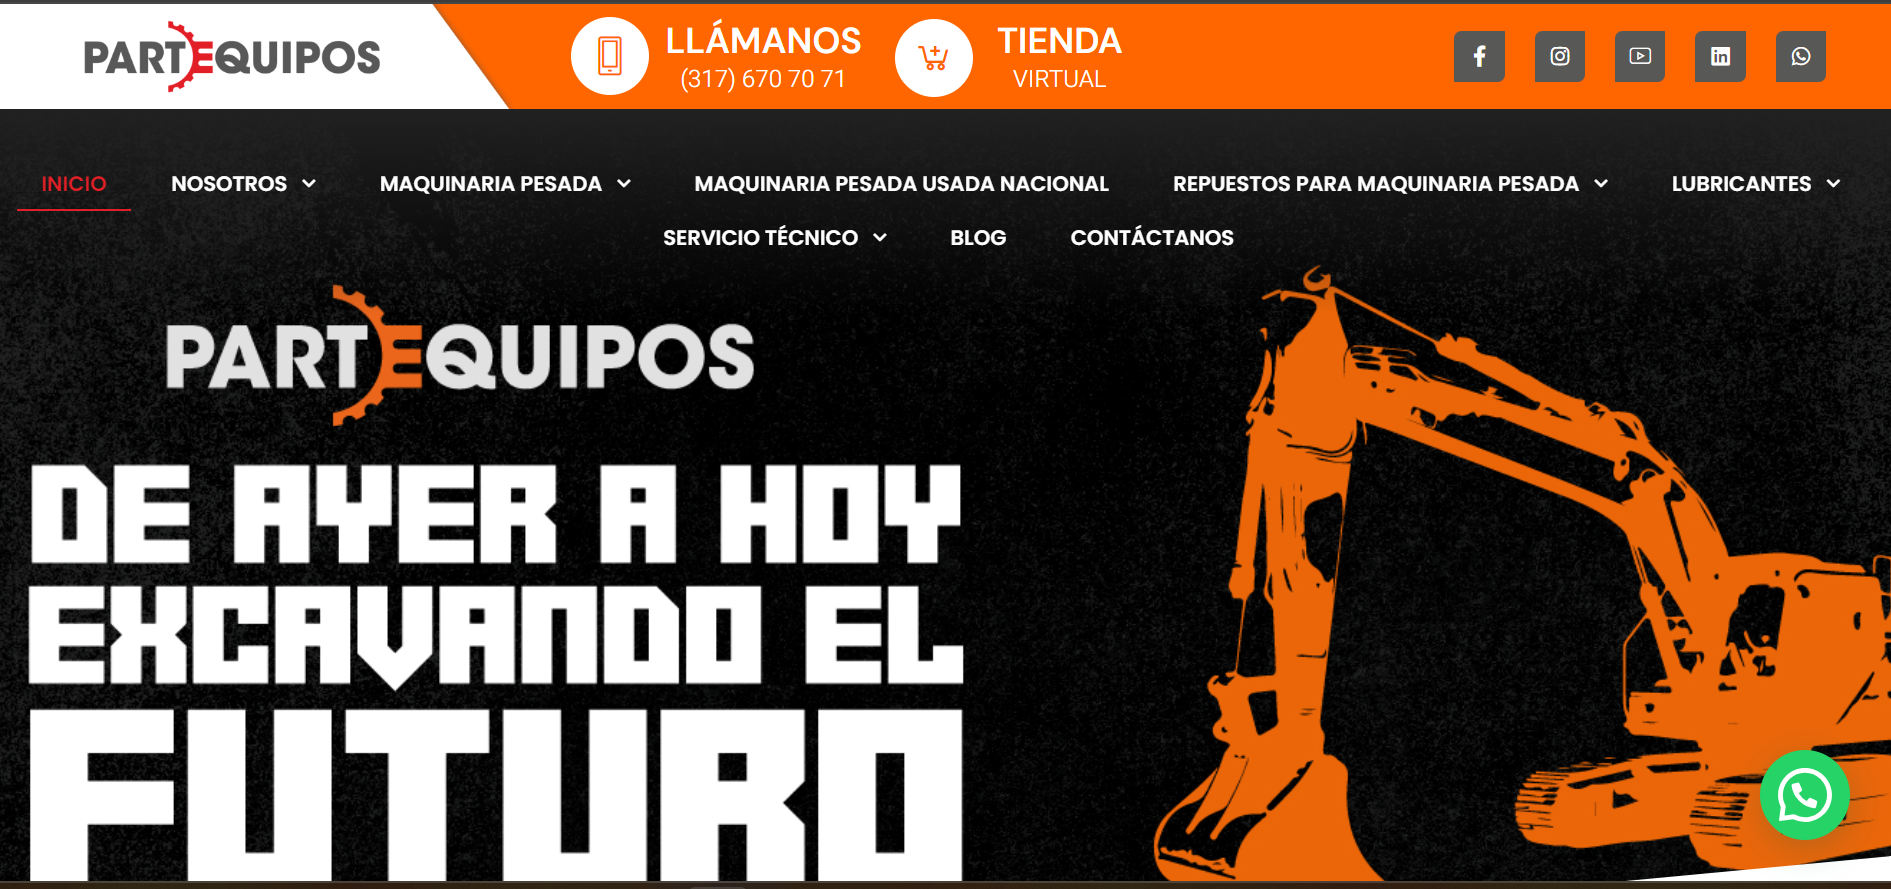 PARTEQUIPOS
LLÁMANOS
(317) 670 70 71
TIENDA
VIRTUAL
INICIO NOSOTROS MAQUINARIA PESADA MAQUINARIA PESADA USADA NACIONAL REPUESTOS PARA MAQUINARIA PESADA LUBRICANTES
SERVICIO TÉCNICO BLOG CONTÁCTANOS
PARTEQUIPOS
DE AYER A HOY
EXCAVANDO EL
FUTURO